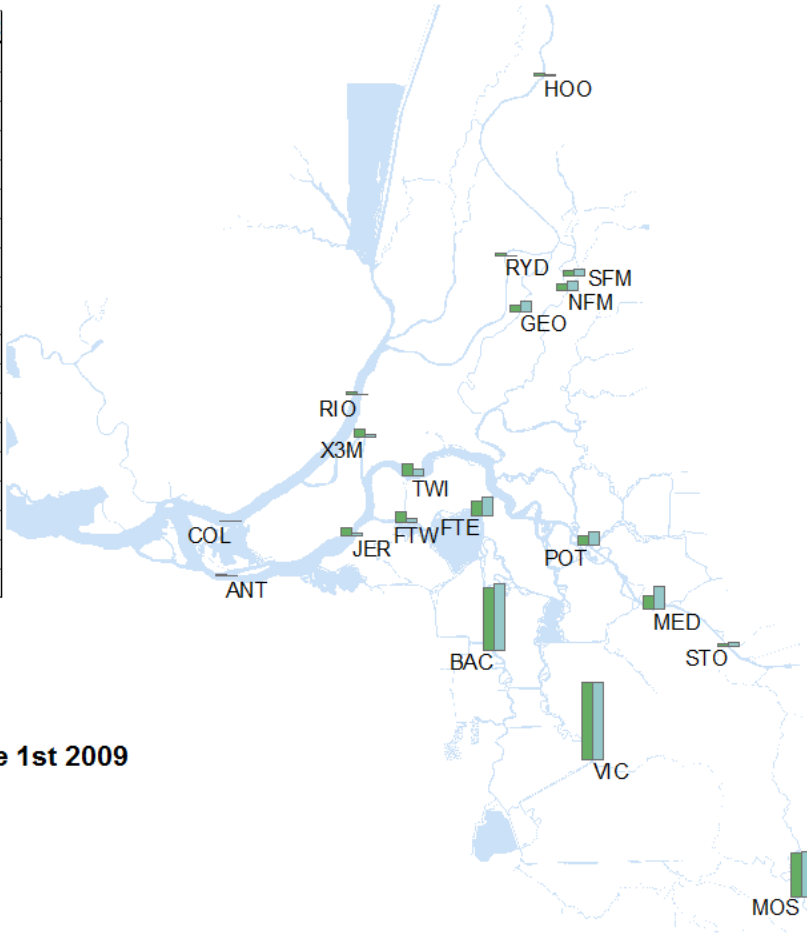 HOO
RYD
SFM
NFM
GEO
RIO
X3M
TWI
COL
JER
FTW
FTE
POT
ANT
MED
BAC
STO
e 1st 2009
VIC
MOS